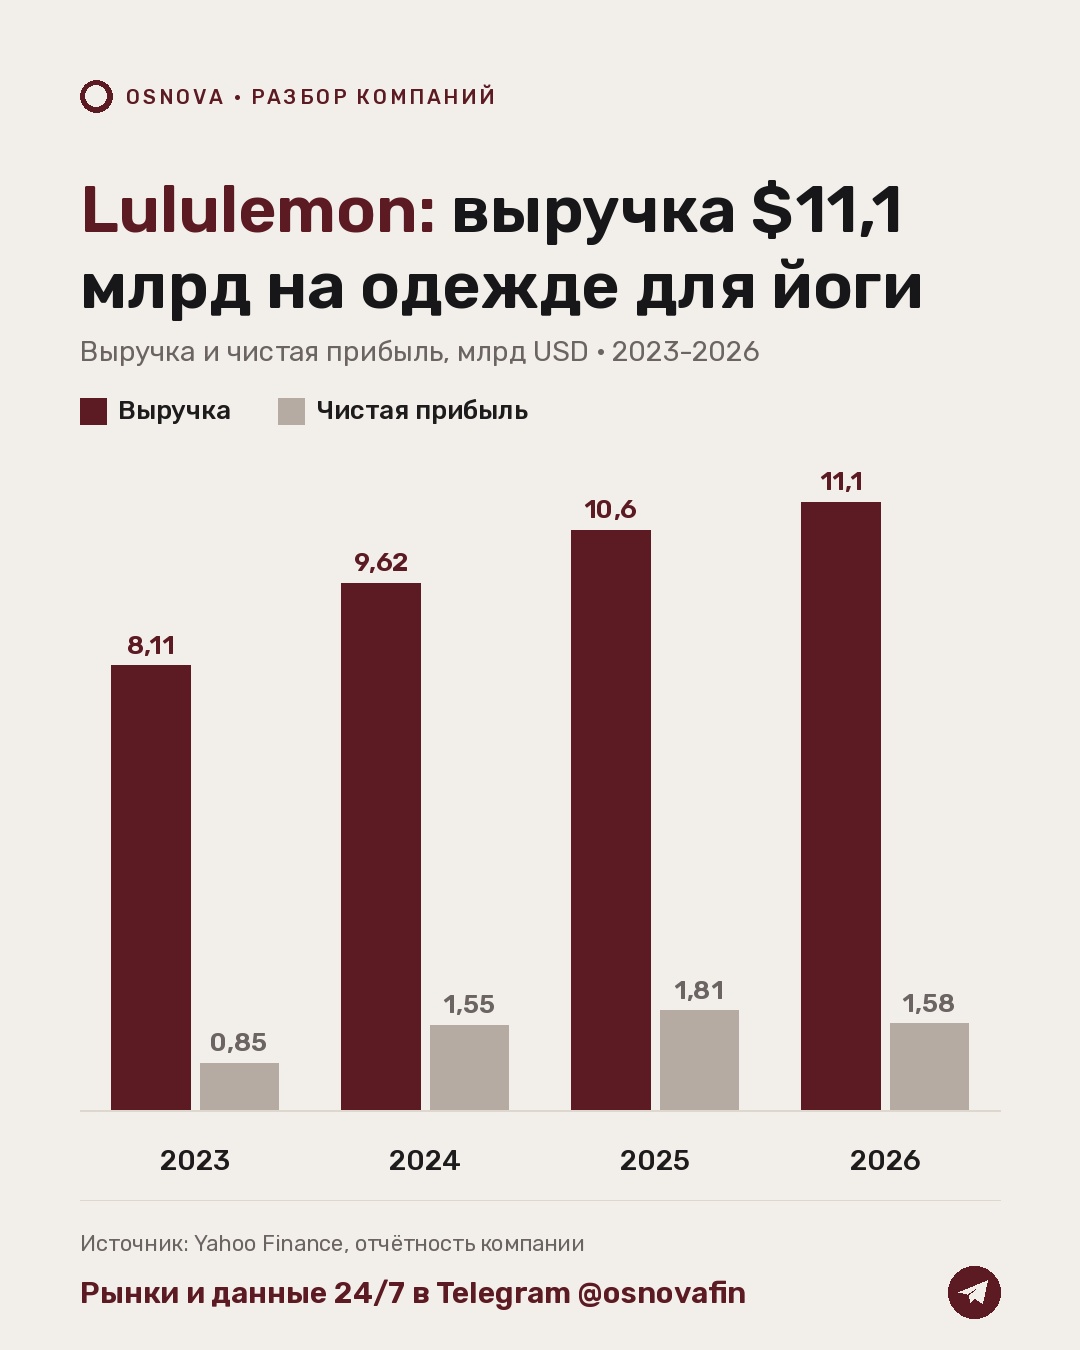 OSNOVA • РАЗБОР КОМПАНИЙ
Lululemon: выручка $11,1
млрд на одежде для йоги
Выручка и чистая прибыль, млрд USD • 2023-2026
Выручка Чистая прибыль
11,1
10,6
9,62
8,11
1,81
1,58
1,55
0,85
2023 2024 2025 2026
Источник: Yahoo Finance, отчётность компании
Рынки и данные 24/7 в Telegram @osnovafin